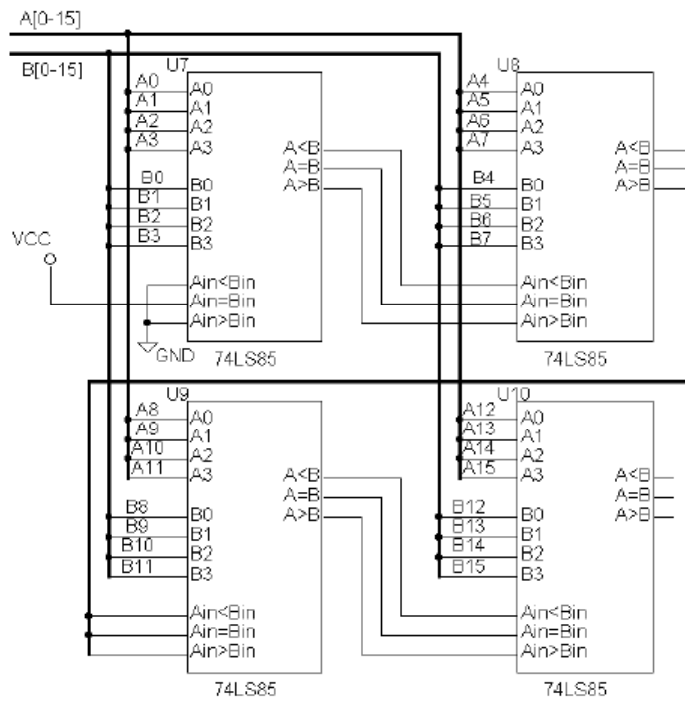 A[0-15]
B[0-15]
U7
A0 A0
A1 A1
A2 A2
A3 A3
A<B
A=B
A>B
B0 B0
B1 B1
B2 B2
B3 B3
VCC
Ain<Bin
Ain=Bin
Ain>Bin
GND
74LS85
U8
A4 A0
A5 A1
A6 A2
A7 A3
A<B
A=B
A>B
B4 B0
B5 B1
B6 B2
B7 B3
Ain<Bin
Ain=Bin
Ain>Bin
74LS85
U9
A8 A0
A9 A1
A10 A2
A11 A3
A<B
A=B
A>B
B8 B0
B9 B1
B10 B2
B11 B3
Ain<Bin
Ain=Bin
Ain>Bin
74LS85
U10
A12 A0
A13 A1
A14 A2
A15 A3
A<B
A=B
A>B
B12 B0
B13 B1
B14 B2
B15 B3
Ain<Bin
Ain=Bin
Ain>Bin
74LS85